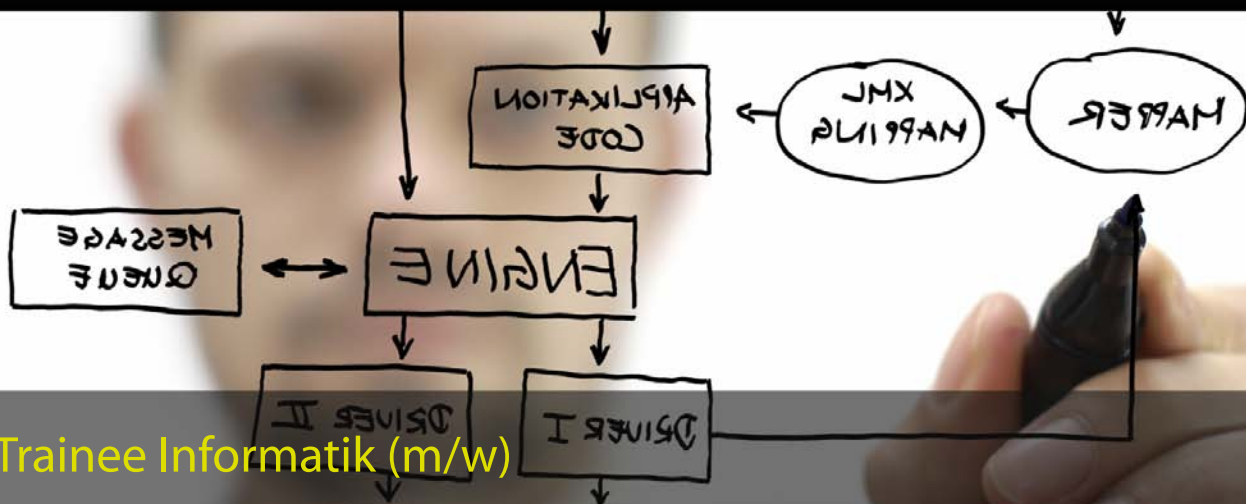 APPLIKATION
CODE
XML
MAPPING
MAPPER
MESSAGE
QUEUE
ENGINE
DRIVER II
DRIVER I
Trainee Informatik (m/w)